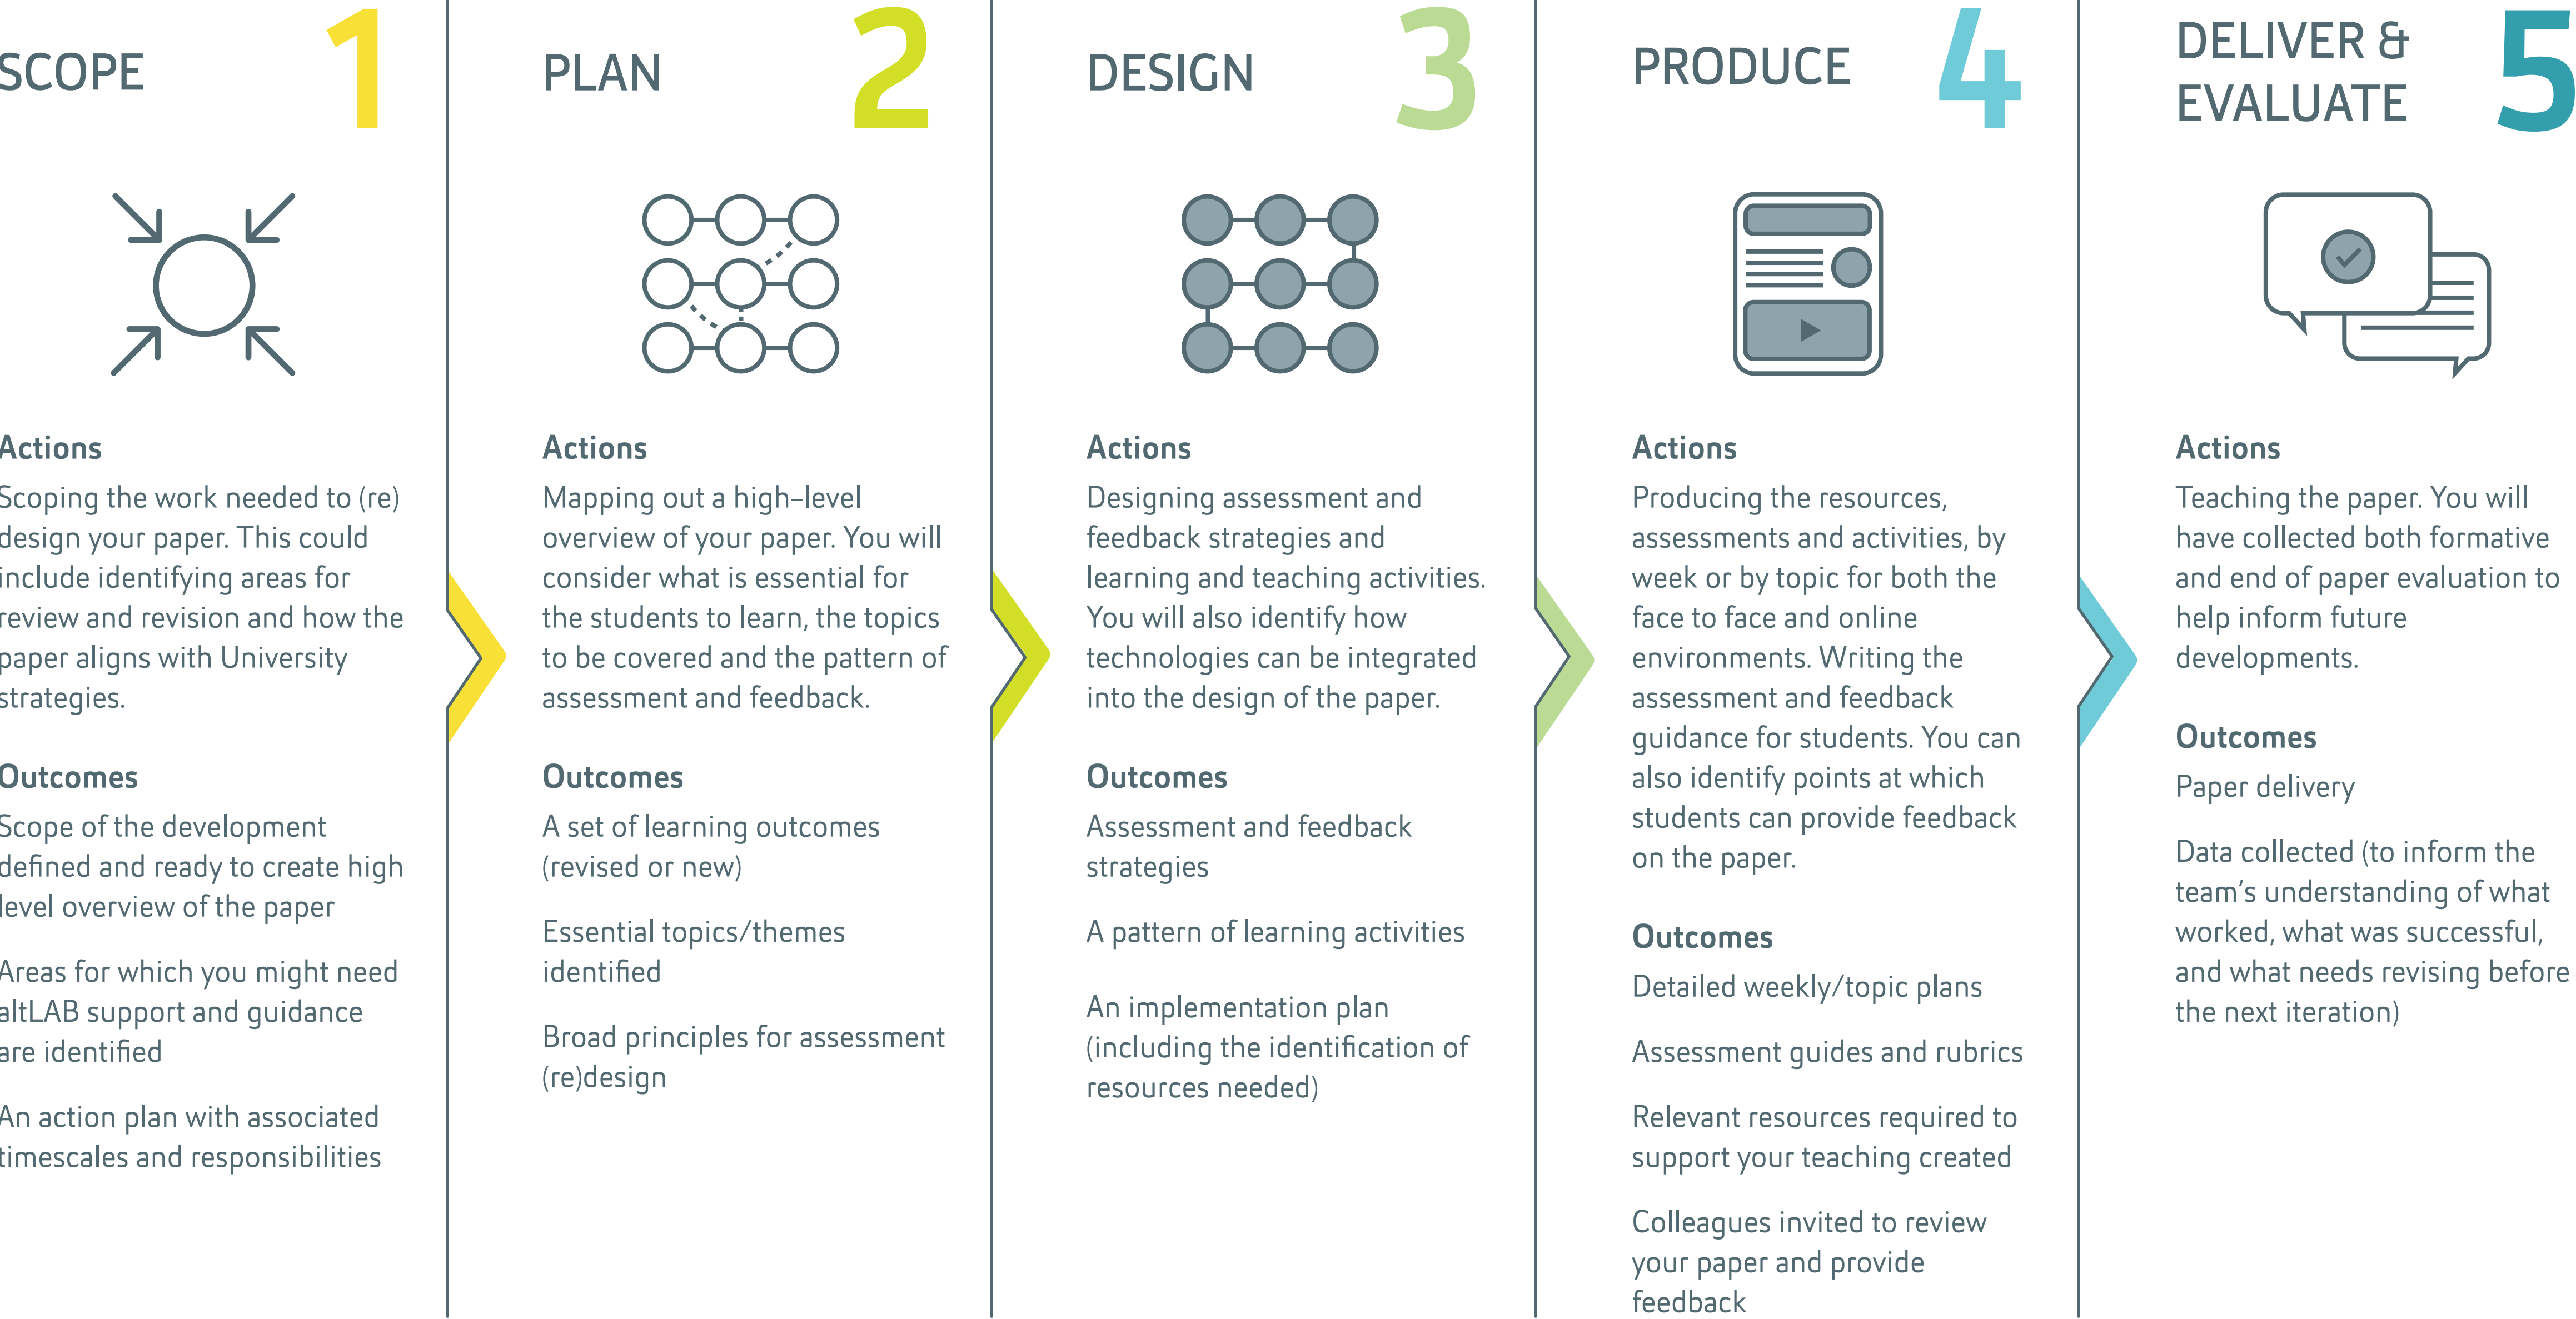 SCOPE
1
Actions
Scoping the work needed to (re)
design your paper. This could
include identifying areas for
review and revision and how the
paper aligns with University
strategies.
Outcomes
Scope of the development
defined and ready to create high
level overview of the paper
Areas for which you might need
altLAB support and guidance
are identified
An action plan with associated
timescales and responsibilities
PLAN
2
Actions
Mapping out a high-level
overview of your paper. You will
consider what is essential for
the students to learn, the topics
to be covered and the pattern of
assessment and feedback.
Outcomes
A set of learning outcomes
(revised or new)
Essential topics/themes
identified
Broad principles for assessment
(re)design
DESIGN
3
Actions
Designing assessment and
feedback strategies and
learning and teaching activities.
You will also identify how
technologies can be integrated
into the design of the paper.
Outcomes
Assessment and feedback
strategies
A pattern of learning activities
An implementation plan
(including the identification of
resources needed)
PRODUCE
4
Actions
Producing the resources,
assessments and activities, by
week or by topic for both the
face to face and online
environments. Writing the
assessment and feedback
guidance for students. You can
also identify points at which
students can provide feedback
on the paper.
Outcomes
Detailed weekly/topic plans
Assessment guides and rubrics
Relevant resources required to
support your teaching created
Colleagues invited to review
your paper and provide
feedback
DELIVER &
EVALUATE
5
Actions
Teaching the paper. You will
have collected both formative
and end of paper evaluation to
help inform future
developments.
Outcomes
Paper delivery
Data collected (to inform the
team's understanding of what
worked, what was successful,
and what needs revising before
the next iteration)